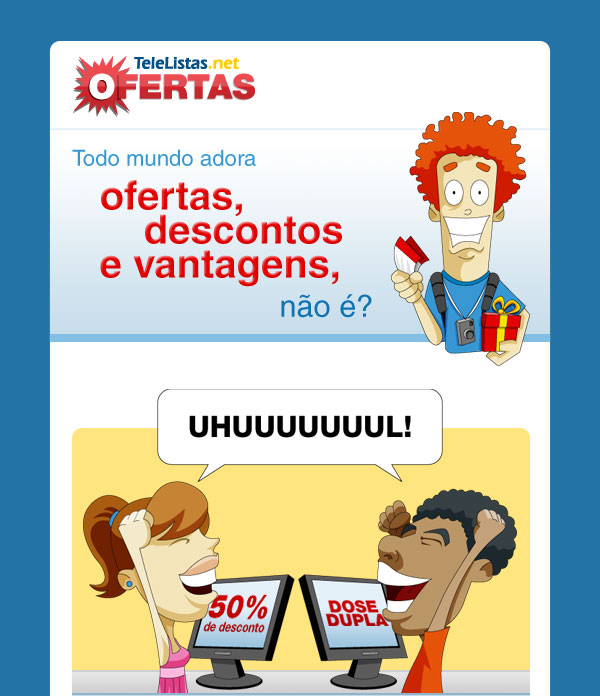 TeleListas.net
OFERTAS
Todo mundo adora
ofertas,
descontos
e vantagens,
não é?
UHUUUUUUUL!
50%
de desconto
DOSE
DUPLA